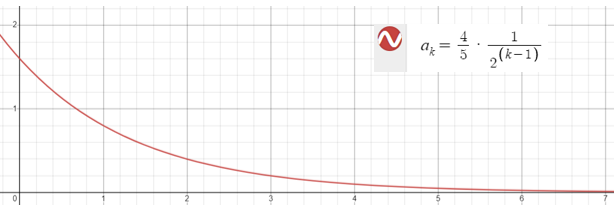 2
a_k = 4/5 · 1/2^(k-1)
1
0 1 2 3 4 5 6 7